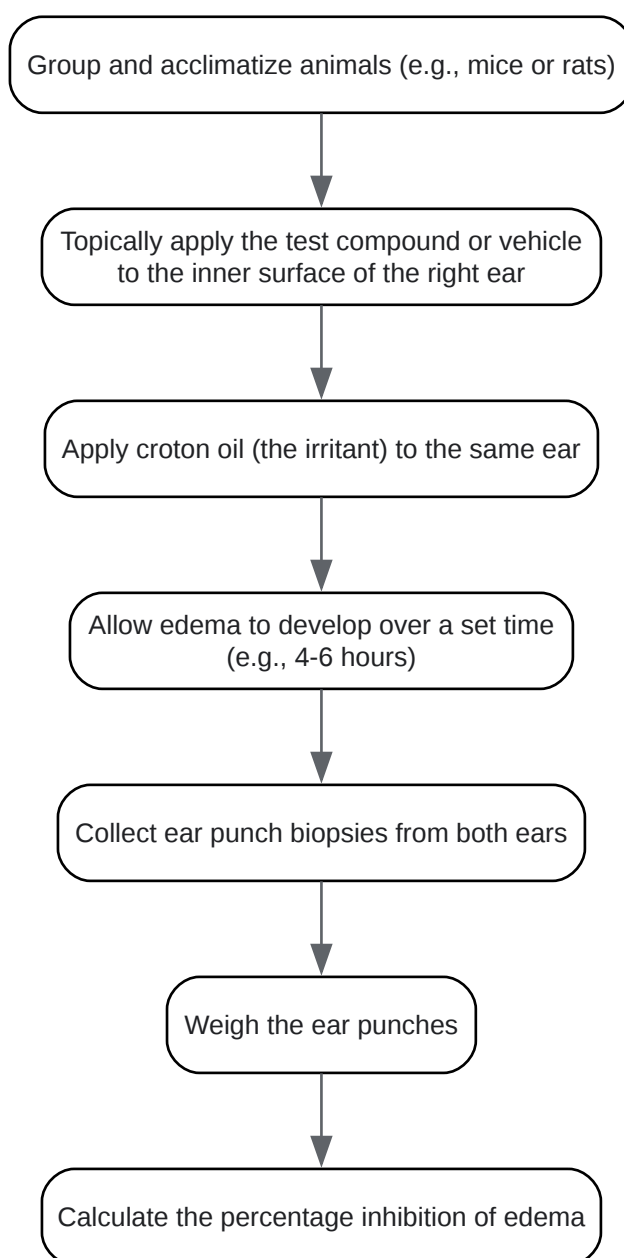 Group and acclimatize animals (e.g., mice or rats)
Topically apply the test compound or vehicle
to the inner surface of the right ear
Apply croton oil (the irritant) to the same ear
Allow edema to develop over a set time
(e.g., 4-6 hours)
Collect ear punch biopsies from both ears
Weigh the ear punches
Calculate the percentage inhibition of edema